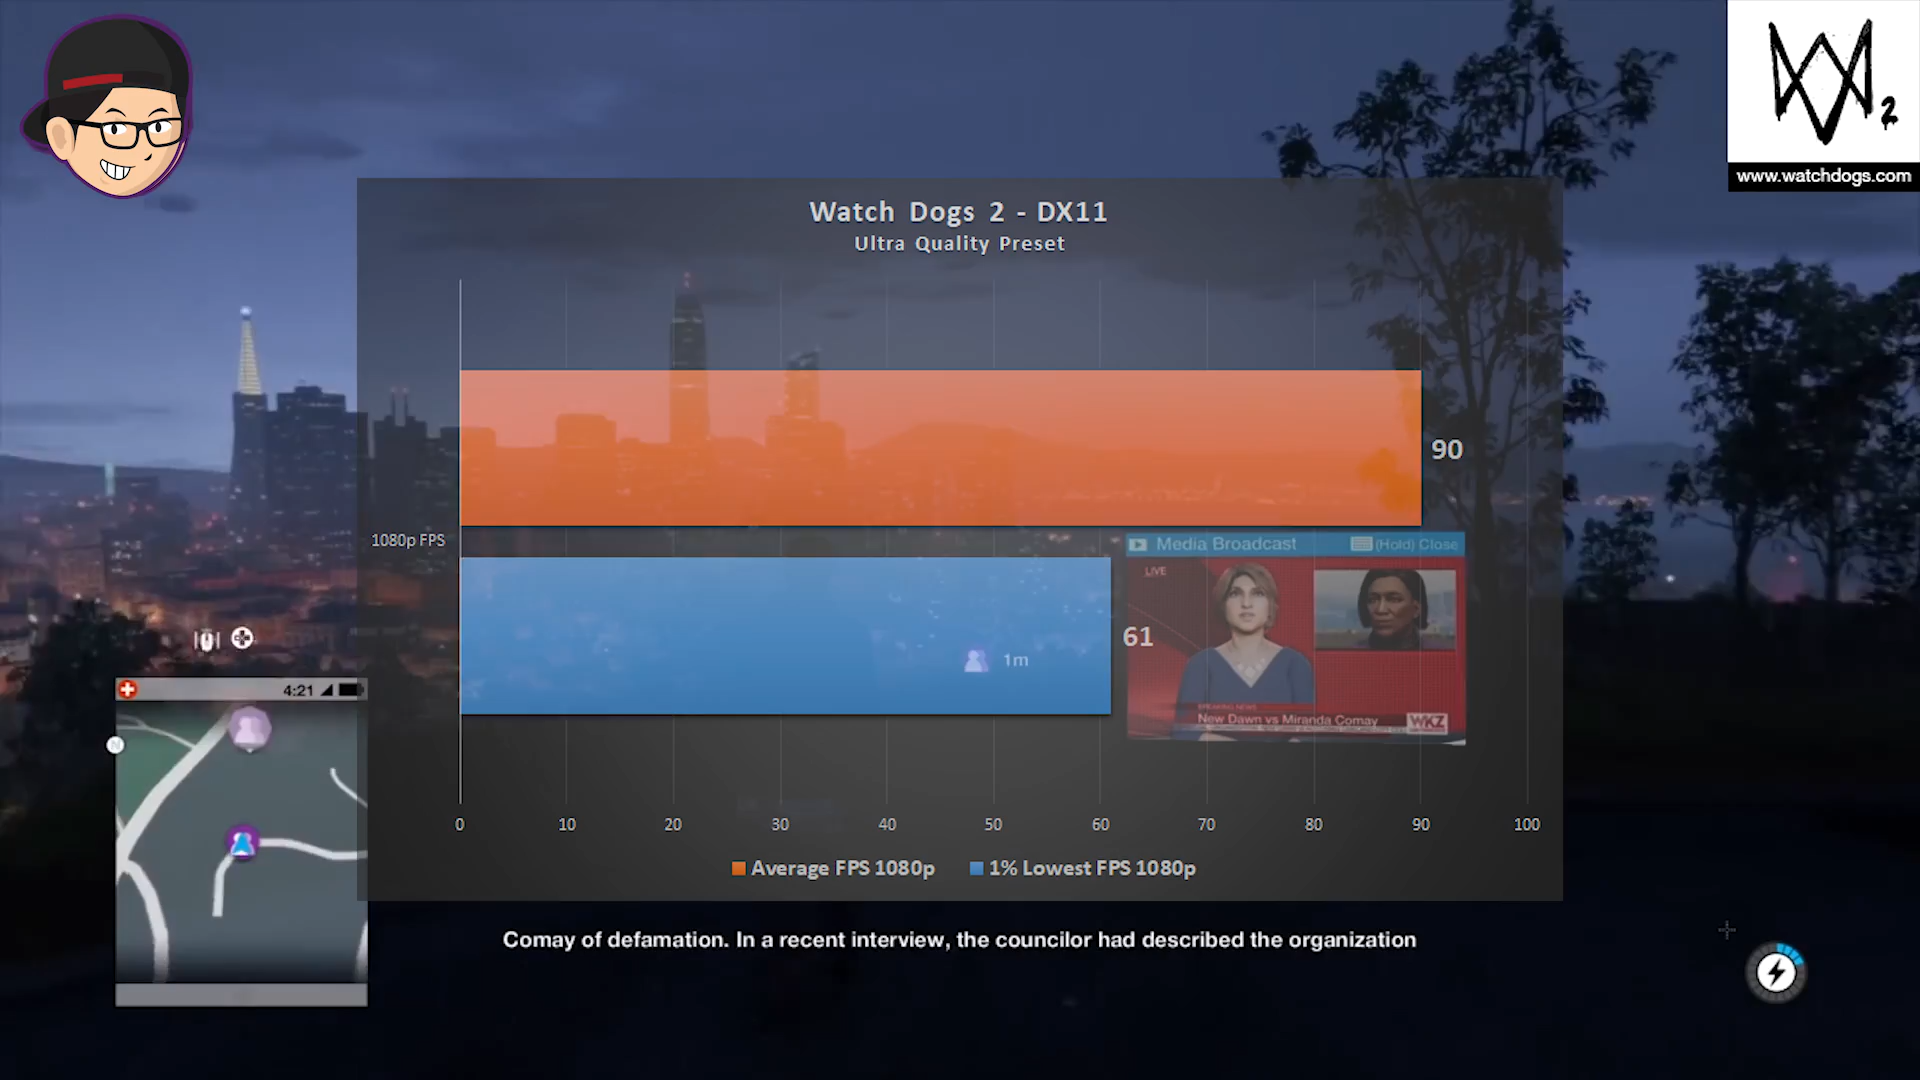 2
www.watchdogs.com
Watch Dogs 2 - DX11
Ultra Quality Preset
90
1080p FPS
Media Broadcast
(Hold) Close
LIVE
61
1m
BREAKING NEWS
New Dawn vs Miranda Comay
WKZ
4:21
N
0 10 20 30 40 50 60 70 80 90 100
Average FPS 1080p
1% Lowest FPS 1080p
Comay of defamation. In a recent interview, the councilor had described the organization